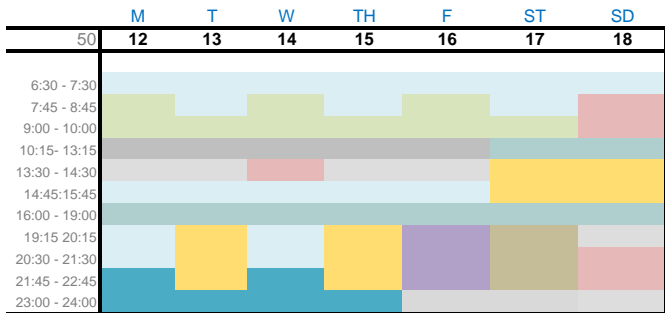 M T W TH F ST SD
50 12 13 14 15 16 17 18
6:30 - 7:30
7:45 - 8:45
9:00 - 10:00
10:15- 13:15
13:30 - 14:30
14:45:15:45
16:00 - 19:00
19:15 20:15
20:30 - 21:30
21:45 - 22:45
23:00 - 24:00